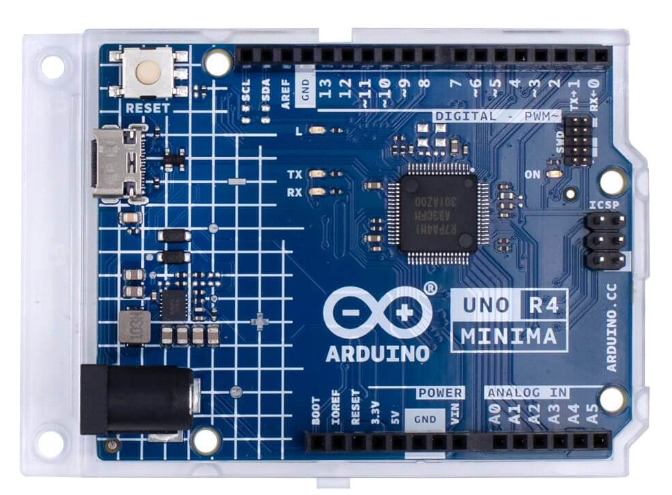 RESET
SCL
SDA
AREF
GND
13
12
~11
~10
~9
8
7
~6
~5
4
~3
2
TX→1
RX←0
DIGITAL - PWM~
SWD
L
TX
RX
ON
ICSP
R7FA4M1
AB3CFM
®
UNO R4
MINIMA
ARDUINO
ARDUINO.CC
POWER
ANALOG IN
BOOT
IOREF
RESET
3.3V
5V
GND
VIN
A0
A1
A2
A3
A4
A5